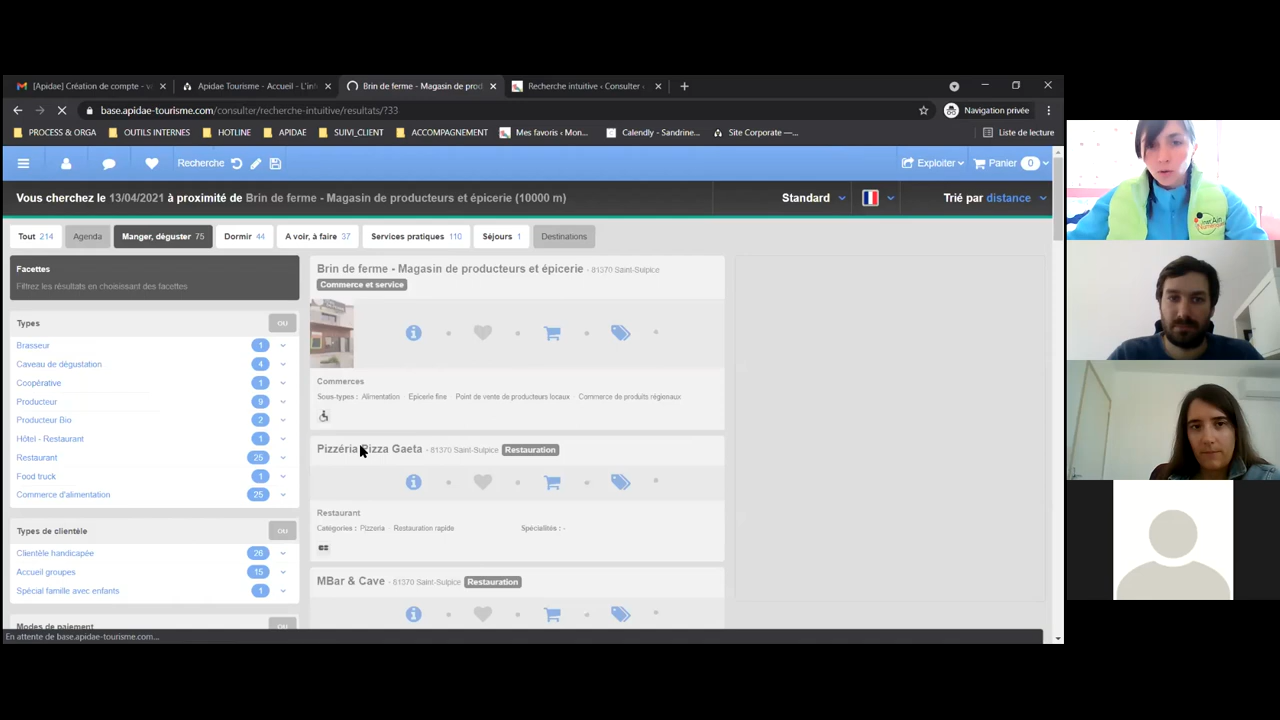 [Apidae] Création de compte - v
Apidae Tourisme - Accueil - L'int
Brin de ferme - Magasin de prod
Recherche intuitive ‹ Consulter ‹
base.apidae-tourisme.com/consulter/recherche-intuitive/resultats/?33
Navigation privée
PROCESS & ORGA
OUTILS INTERNES
HOTLINE
APIDAE
SUIVI_CLIENT
ACCOMPAGNEMENT
Mes favoris ‹ Mon...
Calendly - Sandrine...
Site Corporate —...
Liste de lecture
Recherche
Exploiter
Panier 0
Vous cherchez le 13/04/2021 à proximité de Brin de ferme - Magasin de producteurs et épicerie (10000 m)
Standard
Trié par distance
Tout 214
Agenda
Manger, déguster 75
Dormir 44
A voir, à faire 37
Services pratiques 110
Séjours 1
Destinations
Facettes
Filtrez les résultats en choisissant des facettes
Types OU
Brasseur 1
Caveau de dégustation 4
Coopérative 1
Producteur 9
Producteur Bio 2
Hôtel - Restaurant 1
Restaurant 25
Food truck 1
Commerce d'alimentation 25
Types de clientèle OU
Clientèle handicapée 26
Accueil groupes 15
Spécial famille avec enfants 1
Modes de paiement OU
Brin de ferme - Magasin de producteurs et épicerie - 81370 Saint-Sulpice
Commerce et service
Commerces
Sous-types : Alimentation Epicerie fine Point de vente de producteurs locaux Commerce de produits régionaux
Pizzéria Pizza Gaeta - 81370 Saint-Sulpice Restauration
Restaurant
Catégories : Pizzeria Restauration rapide Spécialités : -
MBar & Cave - 81370 Saint-Sulpice Restauration
En attente de base.apidae-tourisme.com...